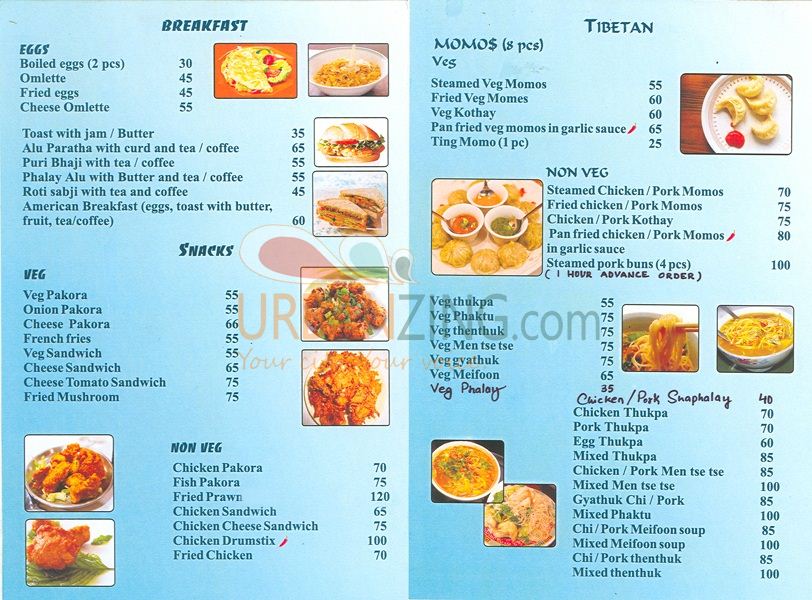 BREAKFAST
EGGS
Boiled eggs (2 pcs) 30
Omlette 45
Fried eggs 45
Cheese Omlette 55
Toast with jam / Butter 35
Alu Paratha with curd and tea / coffee 65
Puri Bhaji with tea / coffee 55
Phalay Alu with Butter and tea / coffee 55
Roti sabji with tea and coffee 45
American Breakfast (eggs, toast with butter,
fruit, tea/coffee) 60
SNACKS
VEG
Veg Pakora 55
Onion Pakora 55
Cheese Pakora 66
French fries 55
Veg Sandwich 55
Cheese Sandwich 65
Cheese Tomato Sandwich 75
Fried Mushroom 75
NON VEG
Chicken Pakora 70
Fish Pakora 75
Fried Prawn 120
Chicken Sandwich 65
Chicken Cheese Sandwich 75
Chicken Drumstix 100
Fried Chicken 70
TIBETAN
MOMO$ (8 pcs)
Veg
Steamed Veg Momos 55
Fried Veg Momes 60
Veg Kothay 60
Pan fried veg momos in garlic sauce 65
Ting Momo (1 pc) 25
NON VEG
Steamed Chicken / Pork Momos 70
Fried chicken / Pork Momos 75
Chicken / Pork Kothay 75
Pan fried chicken / Pork Momos 80
in garlic sauce
Steamed pork buns (4 pcs) 100
(1 HOUR ADVANCE ORDER)
Veg thukpa 55
Veg Phaktu 75
Veg thenthuk 75
Veg Men tse tse 75
Veg gyathuk 75
Veg Meifoon 65
Veg Phalay 35
Chicken / Pork Snaphalay 40
Chicken Thukpa 70
Pork Thukpa 70
Egg Thukpa 60
Mixed Thukpa 85
Chicken / Pork Men tse tse 85
Mixed Men tse tse 100
Gyathuk Chi / Pork 85
Mixed Phaktu 100
Chi / Pork Meifoon soup 85
Mixed Meifoon soup 100
Chi / Pork thenthuk 85
Mixed thenthuk 100
URBANZING.com
Your city. Your voice.